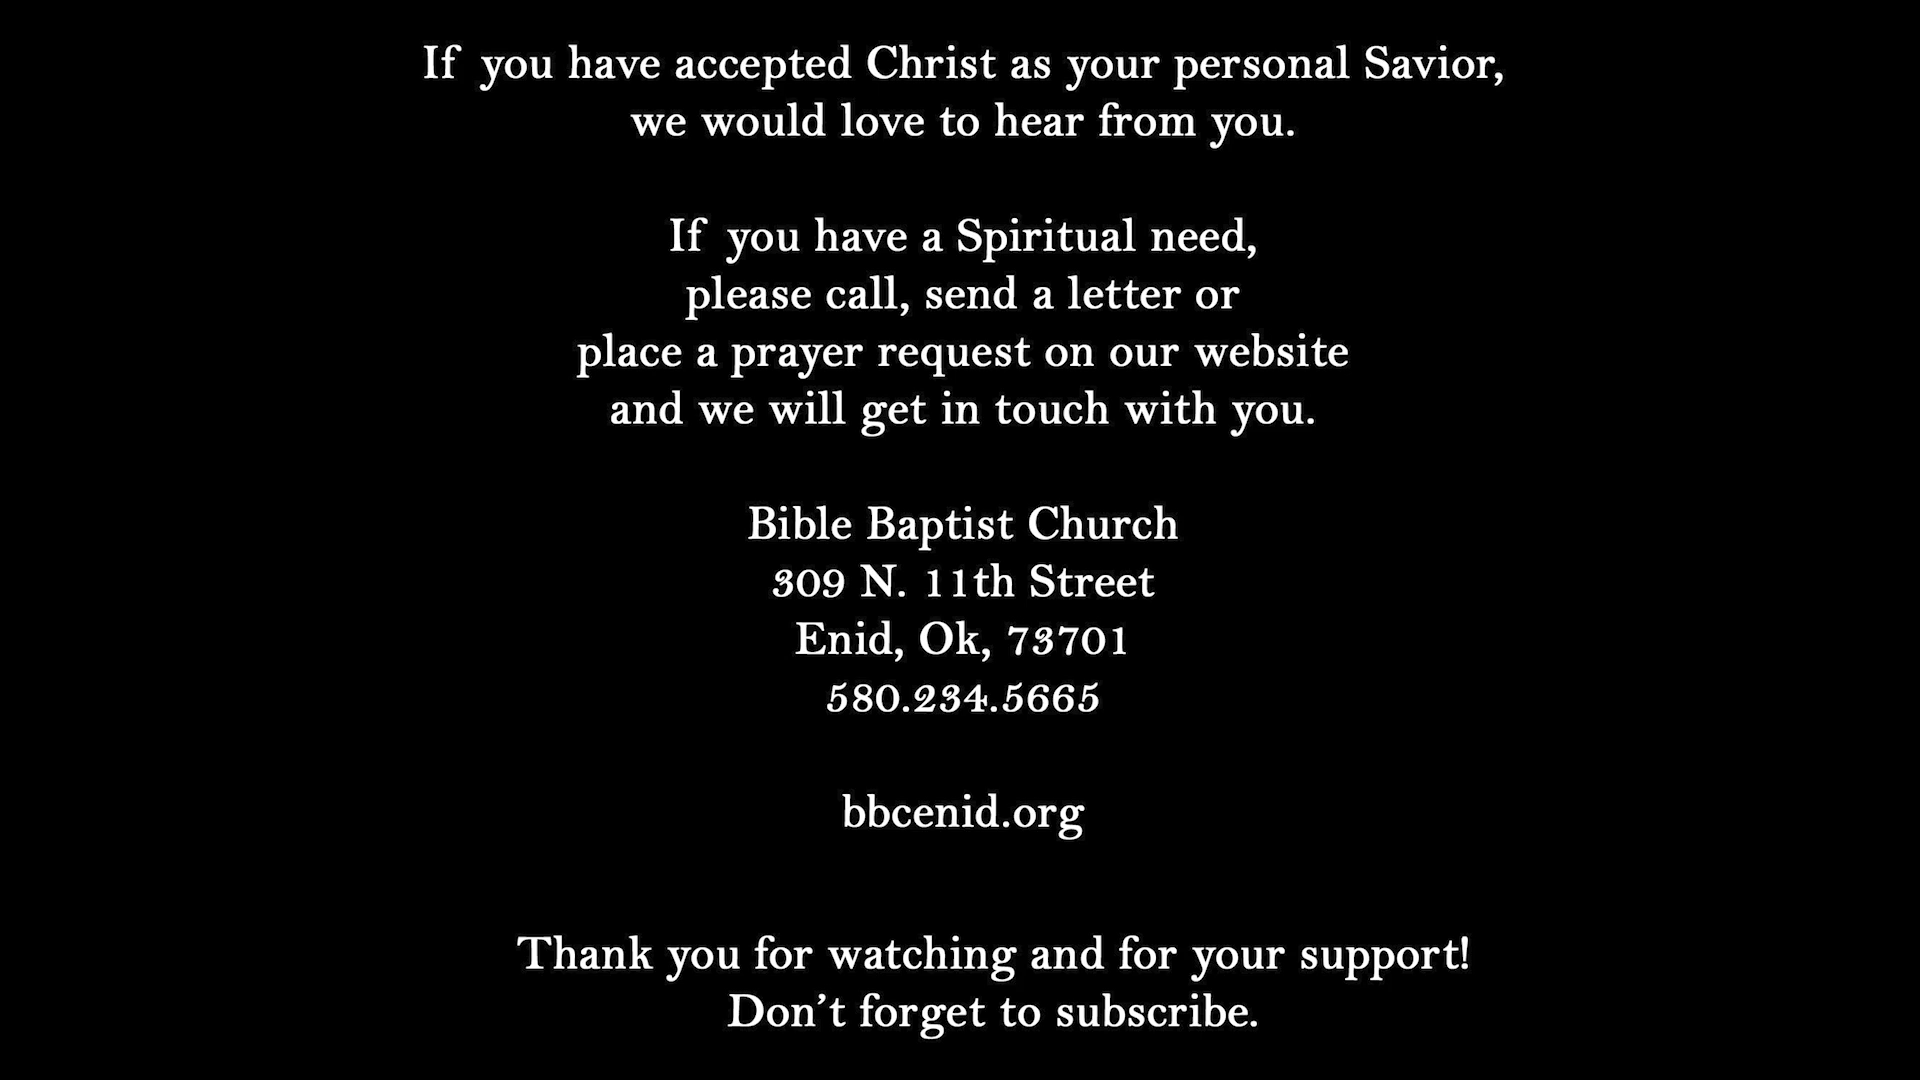 If you have accepted Christ as your personal Savior,
we would love to hear from you.
If you have a Spiritual need,
please call, send a letter or
place a prayer request on our website
and we will get in touch with you.
Bible Baptist Church
309 N. 11th Street
Enid, Ok, 73701
580.234.5665
bbcenid.org
Thank you for watching and for your support!
Don’t forget to subscribe.